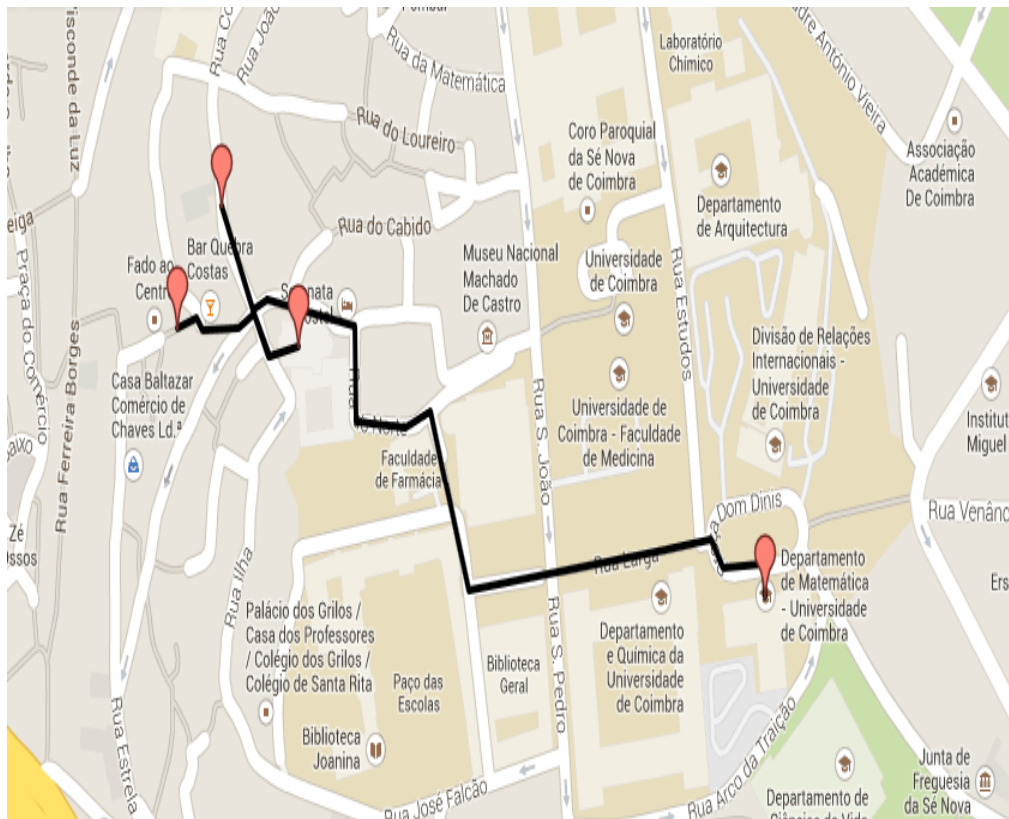 Rua da Matemática
Laboratório
Chímico
Visconde da Luz
Rua do Loureiro
Coro Paroquial
da Sé Nova
de Coimbra
Associação
Académica
De Coimbra
Departamento
de Arquitectura
Rua do Cabido
Museu Nacional
Machado
De Castro
Universidade
de Coimbra
Rua Estudos
Bar Quebra
Costas
Fado ao
Praça do Comércio
Rua Ferreira Borges
Divisão de Relações
Internacionais -
Universidade
de Coimbra
Casa Baltazar
Comércio de
Chaves Ld.ª
Universidade de
Coimbra - Faculdade
de Medicina
Rua S. João
Faculdade
de Farmácia
Miguel
Dom Dinis
Zé
Rua Ilha
Rua Larga
Departamento
de Matemática
- Universidade
de Coimbra
Palácio dos Grilos /
Casa dos Professores
/ Colégio dos Grilos /
Colégio de Santa Rita
Paço das
Escolas
Biblioteca
Geral
Rua S. Pedro
Departamento
e Química da
Universidade
de Coimbra
Rua Estrela
Biblioteca
Joanina
Rua José Falcão
Rua Arco da Traição
Departamento de
Junta de
Freguesia
da Sé Nova